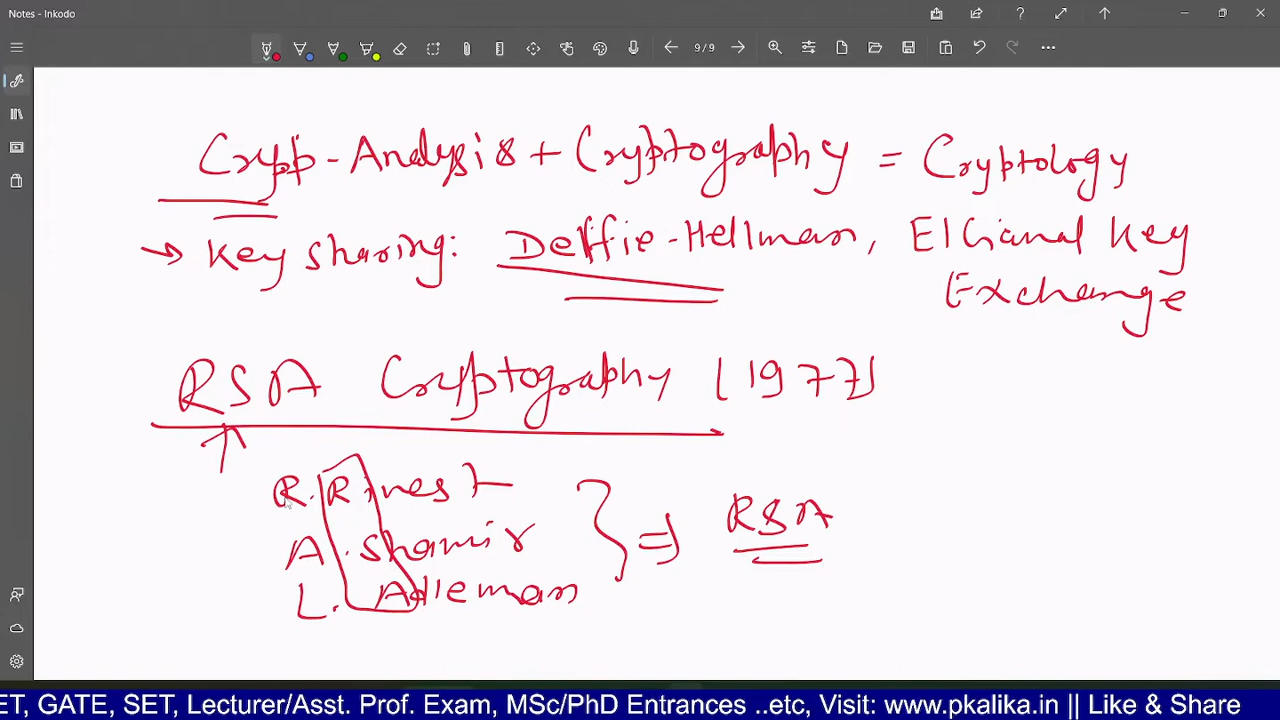 Notes - Inkodo
9/9
Crypp-Analysis + Cryptography = Cryptology
→ Key sharing: Deffie-Hellman, ElGamal Key
Exchange
RSA Cryptography (1977)
R. Rivest
A. Shamir } ⇒ RSA
L. Adleman
ET, GATE, SET, Lecturer/Asst. Prof. Exam, MSc/PhD Entrances ..etc, Visit: www.pkalika.in || Like & Share